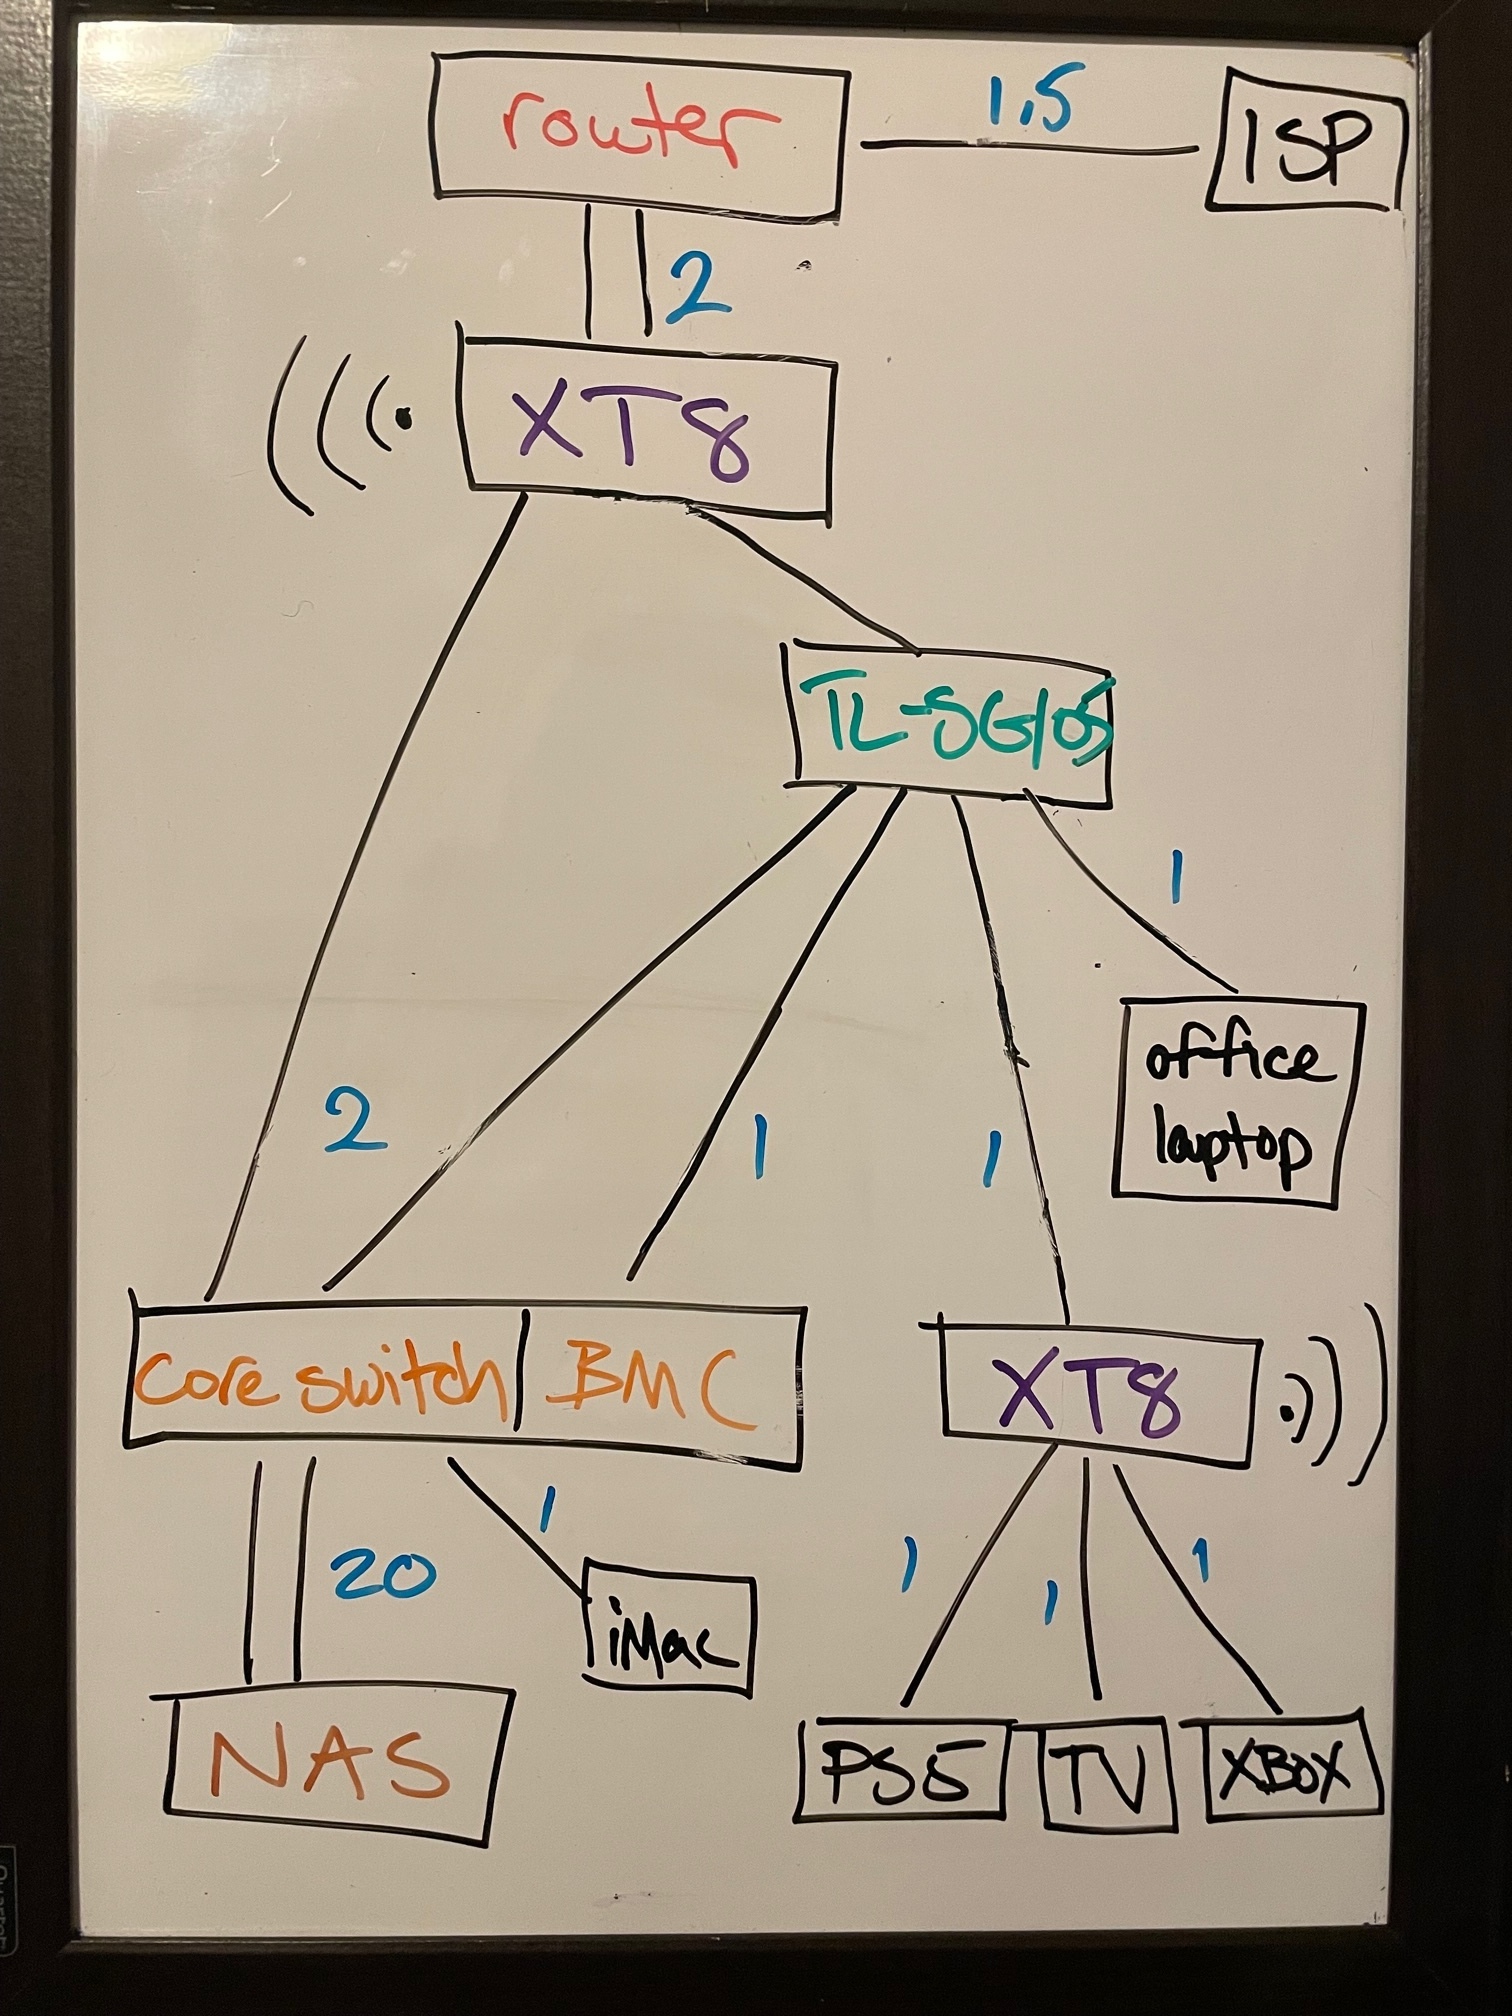 router
1.5
ISP
2
XT8
TL-SG105
1
office
laptop
2
1
1
core switch
BMC
XT8
20
1
iMac
1
1
1
NAS
PS5
TV
XBOX